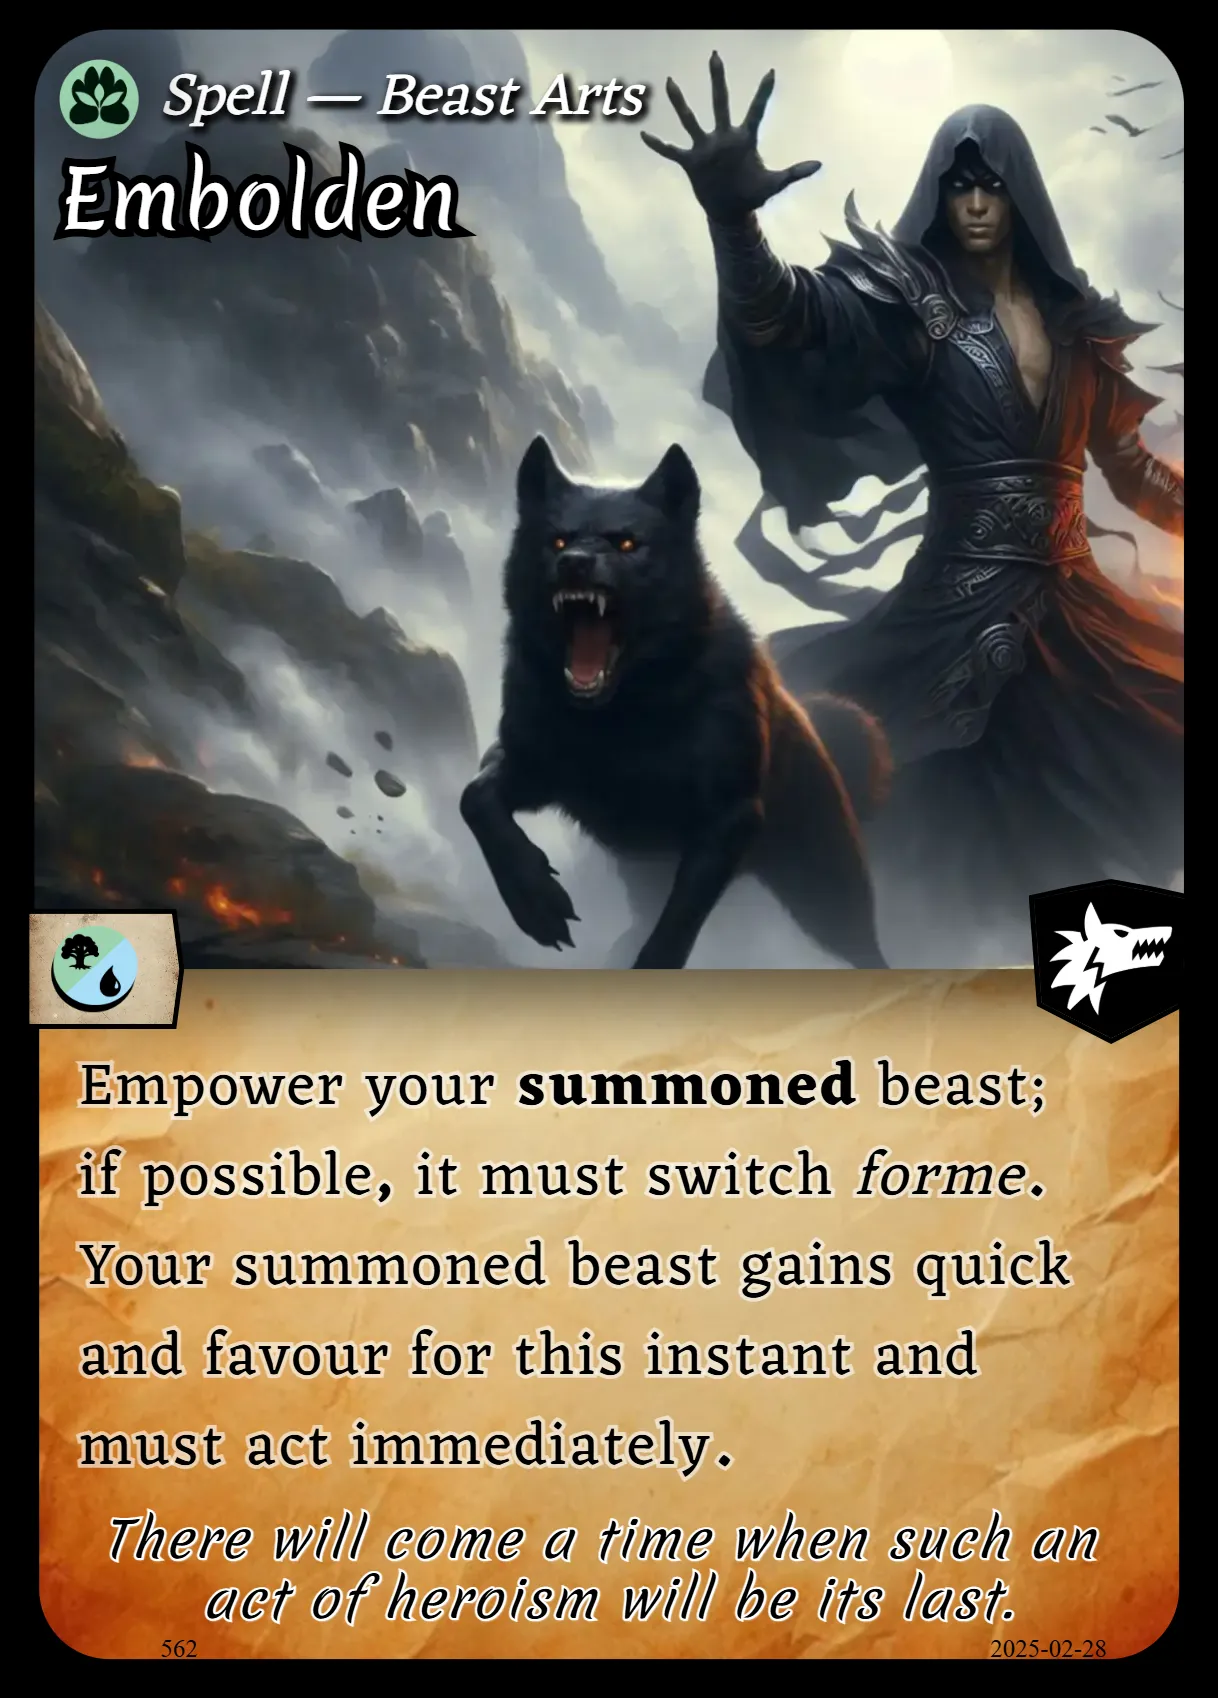 Spell — Beast Arts
Embolden
Empower your summoned beast;
if possible, it must switch forme.
Your summoned beast gains quick
and favour for this instant and
must act immediately.
There will come a time when such an
act of heroism will be its last.
562
2025-02-28